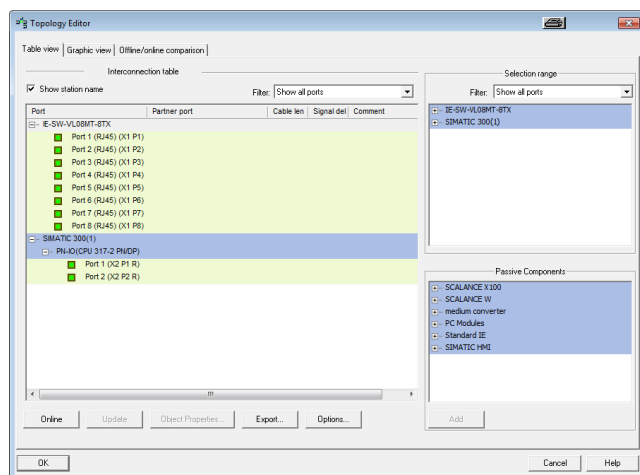 Topology Editor
Table view Graphic view Offline/online comparison
Interconnection table
Show station name Filter: Show all ports
Port Partner port Cable len Signal del Comment
IE-SW-VL08MT-8TX
Port 1 (RJ45) (X1 P1)
Port 2 (RJ45) (X1 P2)
Port 3 (RJ45) (X1 P3)
Port 4 (RJ45) (X1 P4)
Port 5 (RJ45) (X1 P5)
Port 6 (RJ45) (X1 P6)
Port 7 (RJ45) (X1 P7)
Port 8 (RJ45) (X1 P8)
SIMATIC 300(1)
PN-IO(CPU 317-2 PN/DP)
Port 1 (X2 P1 R)
Port 2 (X2 P2 R)
Online Update Object Properties... Export... Options...
Selection range
Filter: Show all ports
IE-SW-VL08MT-8TX
SIMATIC 300(1)
Passive Components
SCALANCE X100
SCALANCE W
medium converter
PC Modules
Standard IE
SIMATIC HMI
Add
OK Cancel Help